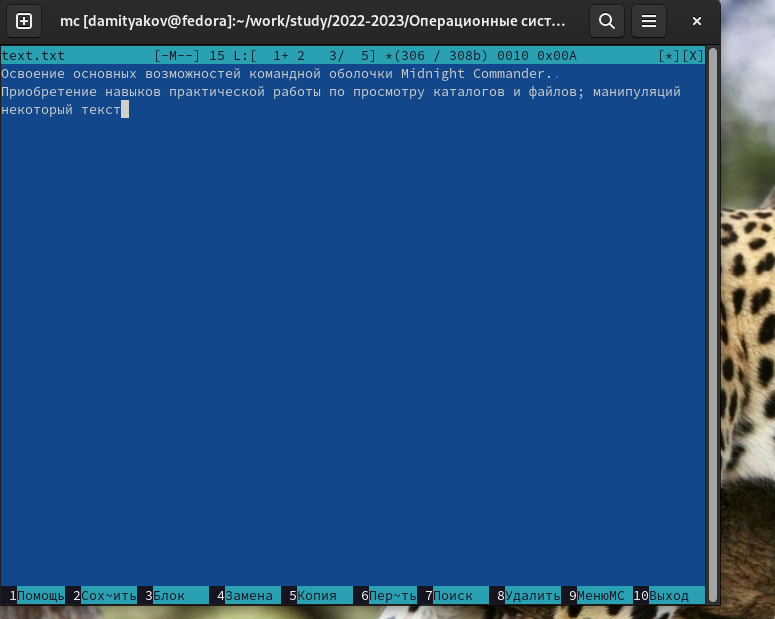 mc [damityakov@fedora]:~/work/study/2022-2023/Операционные сист…
text.txt [-M--] 15 L:[ 1+ 2 3/ 5] *(306 / 308b) 0010 0x00A [*][X]
Освоение основных возможностей командной оболочки Midnight Commander..
Приобретение навыков практической работы по просмотру каталогов и файлов; манипуляций
некоторый текст
1Помощь 2Сох~ить 3Блок 4Замена 5Копия 6Пер~ть 7Поиск 8Удалить 9МенюМС 10Выход